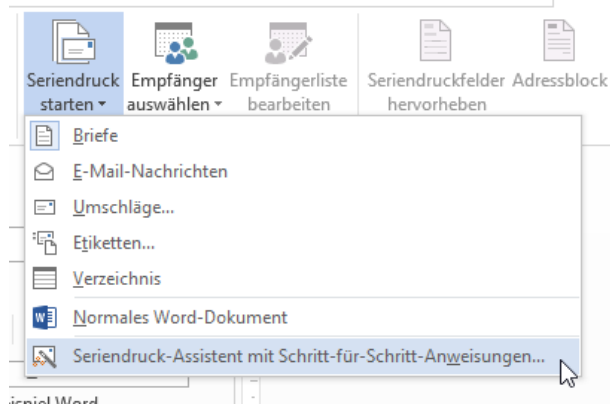 Seriendruck Empfänger Empfängerliste Seriendruckfelder Adressblock
starten auswählen bearbeiten hervorheben
Briefe
E-Mail-Nachrichten
Umschläge...
Etiketten...
Verzeichnis
Normales Word-Dokument
Seriendruck-Assistent mit Schritt-für-Schritt-Anweisungen...
Word